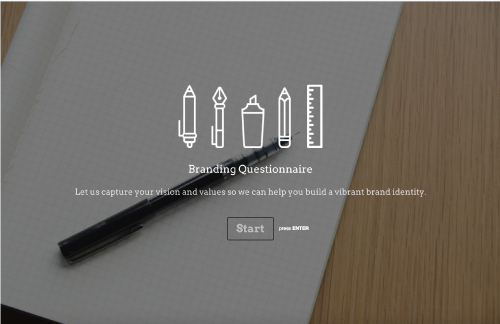 Branding Questionnaire
Let us capture your vision and values so we can help you build a vibrant brand identity.
Start press ENTER